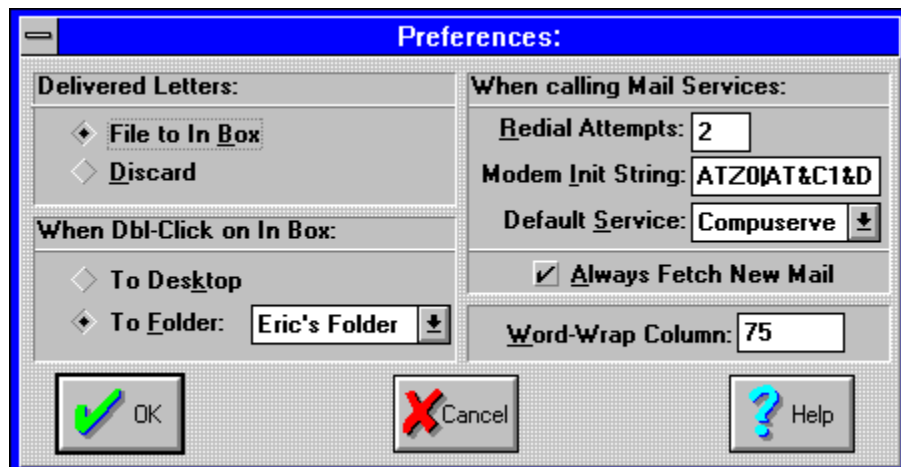 Preferences:
Delivered Letters:
File to In Box
Discard
When Dbl-Click on In Box:
To Desktop
To Folder: Eric's Folder
When calling Mail Services:
Redial Attempts: 2
Modem Init String: ATZ0|AT&C1&D
Default Service: Compuserve
Always Fetch New Mail
Word-Wrap Column: 75
OK
Cancel
Help